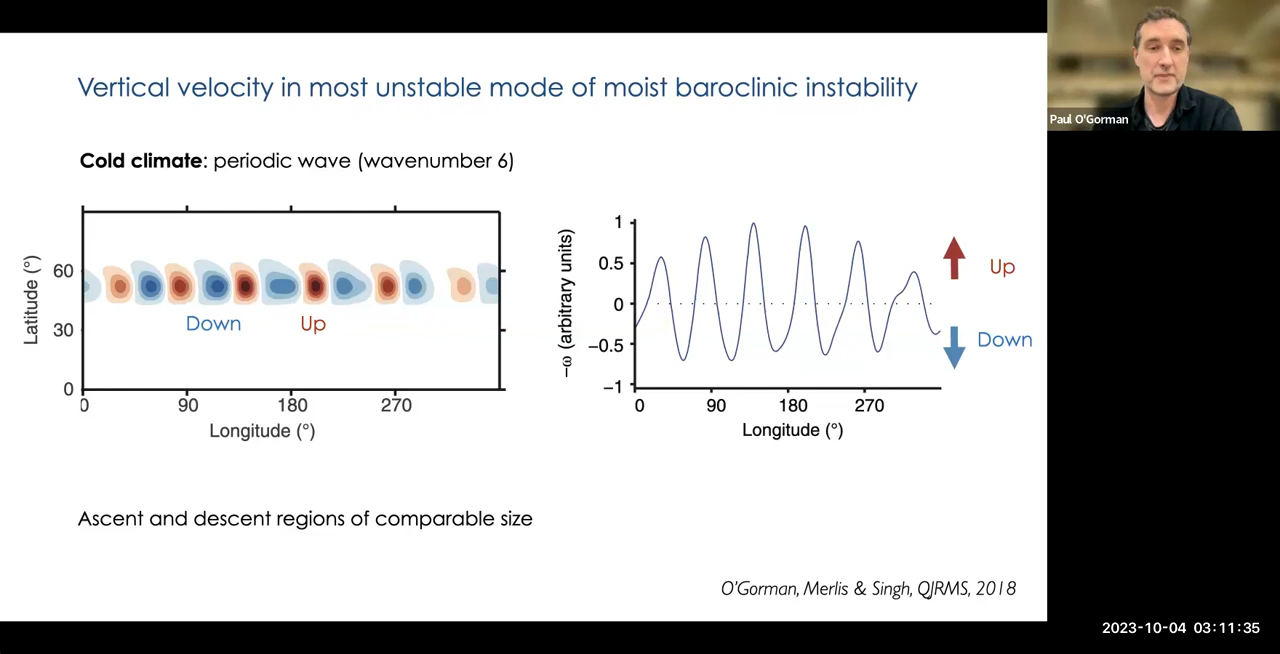 Vertical velocity in most unstable mode of moist baroclinic instability
Paul O'Gorman
Cold climate: periodic wave (wavenumber 6)
Latitude (°)
60
30
0
Down
Up
0
90
180
270
Longitude (°)
−ω (arbitrary units)
1
0.5
0
−0.5
−1
0
90
180
270
Longitude (°)
Up
Down
Ascent and descent regions of comparable size
O'Gorman, Merlis & Singh, QJRMS, 2018
2023-10-04 03:11:35